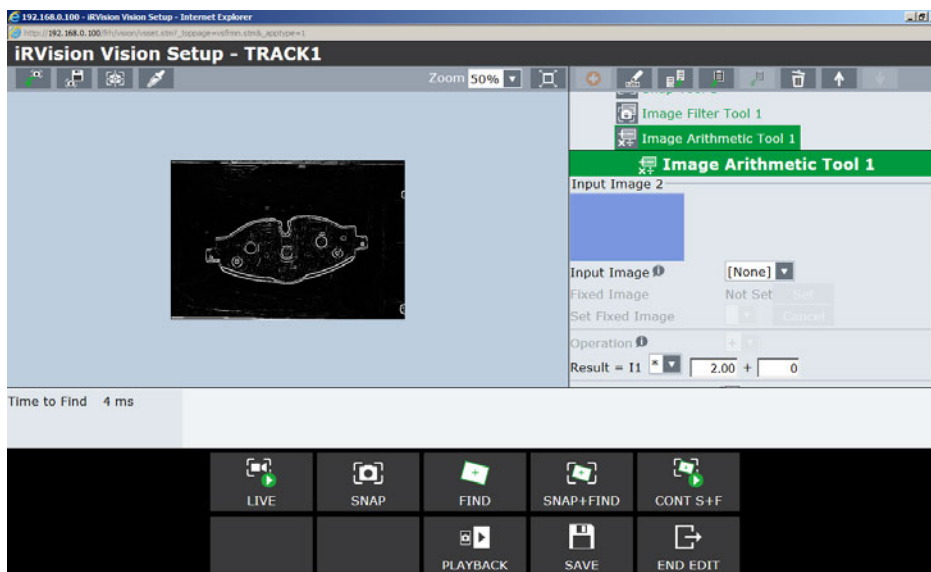 192.168.0.100 - iRVision Vision Setup - Internet Explorer
iRVision Vision Setup - TRACK1
Zoom 50%
Image Filter Tool 1
Image Arithmetic Tool 1
Image Arithmetic Tool 1
Input Image 2
Input Image [None]
Fixed Image Not Set Set
Set Fixed Image Cancel
Operation +
Result = I1 * 2.00 + 0
Time to Find 4 ms
LIVE SNAP FIND SNAP+FIND CONT S+F
PLAYBACK SAVE END EDIT